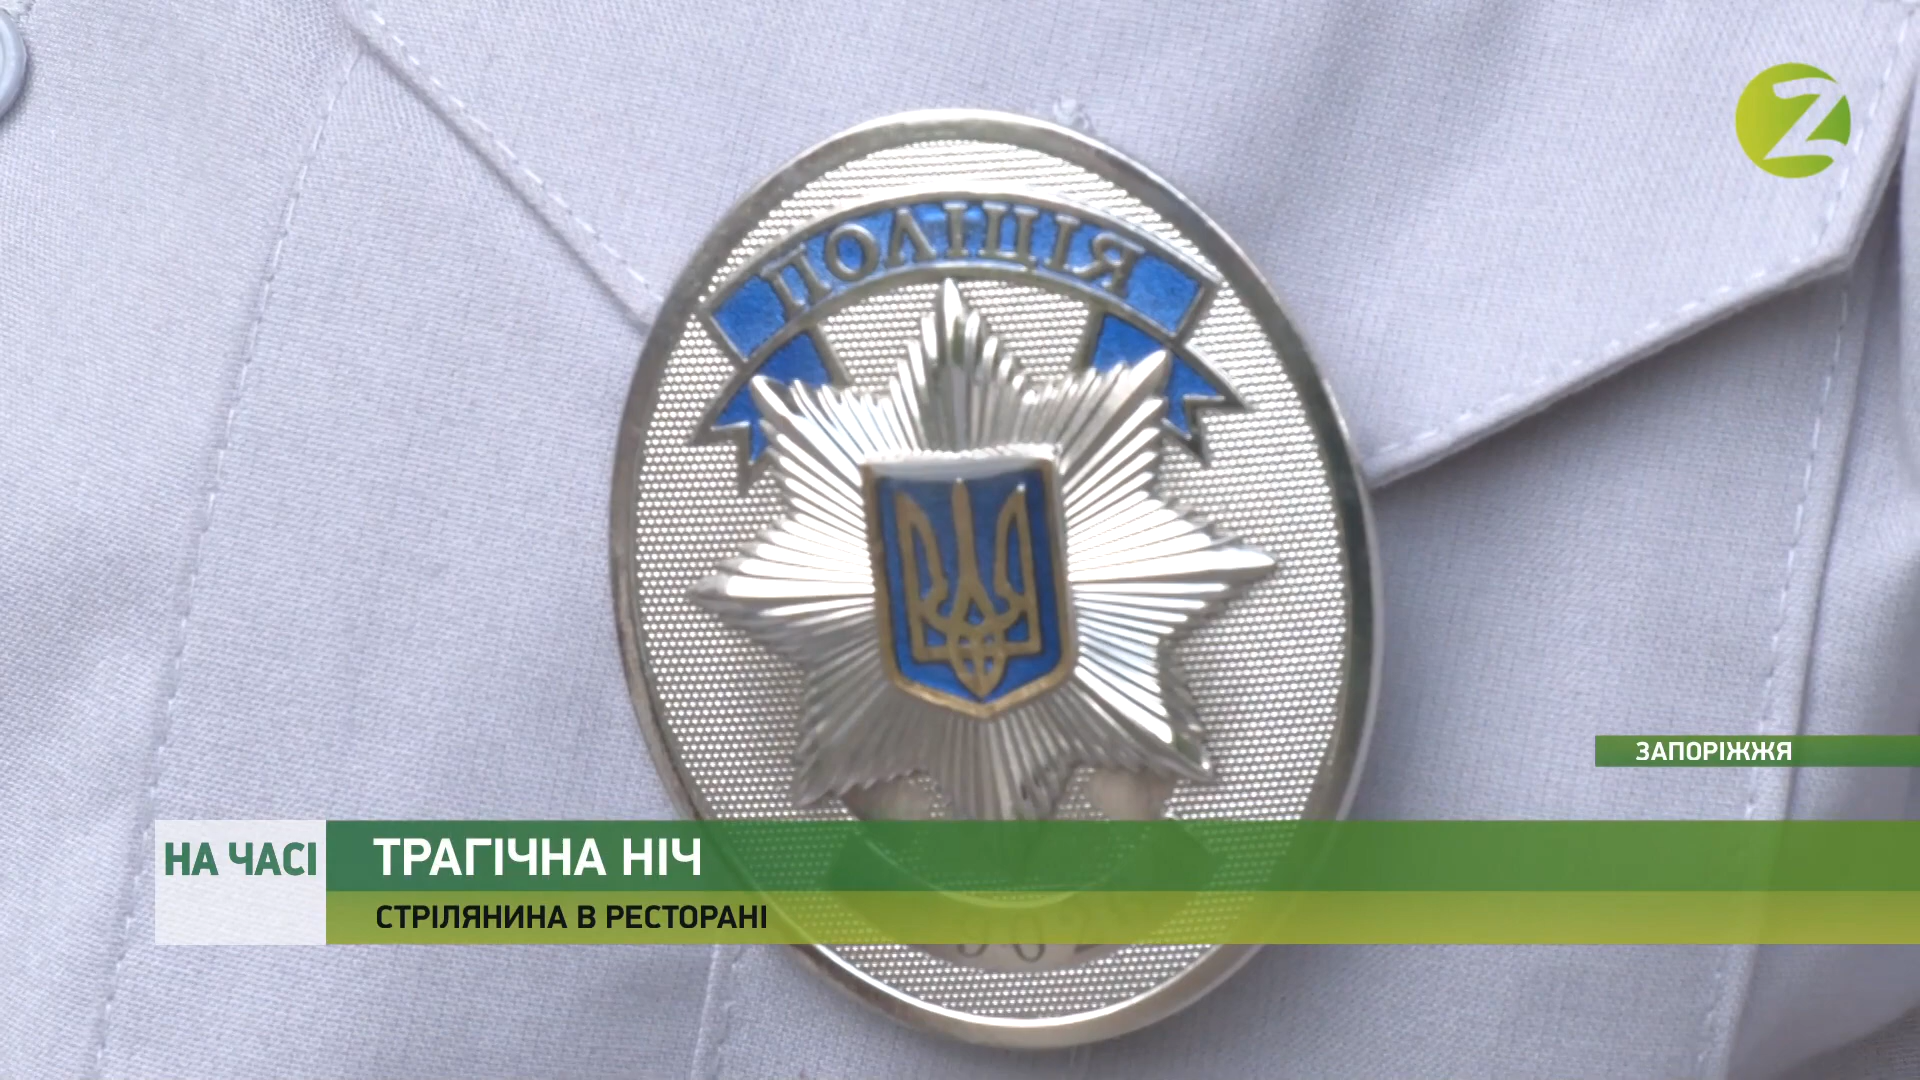 Z
ПОЛІЦІЯ
ЗАПОРІЖЖЯ
НА ЧАСІ
ТРАГІЧНА НІЧ
СТРІЛЯНИНА В РЕСТОРАНІ